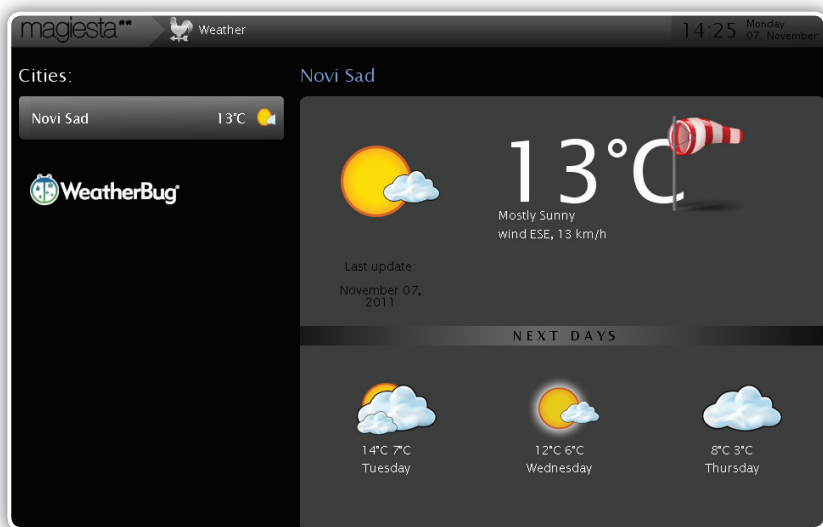 magiesta
Weather
14:25
Monday
07. November
Cities:
Novi Sad
13°C
WeatherBug®
Novi Sad
13°C
Mostly Sunny
wind ESE, 13 km/h
Last update:
November 07,
2011
NEXT DAYS
14°C 7°C
Tuesday
12°C 6°C
Wednesday
8°C 3°C
Thursday